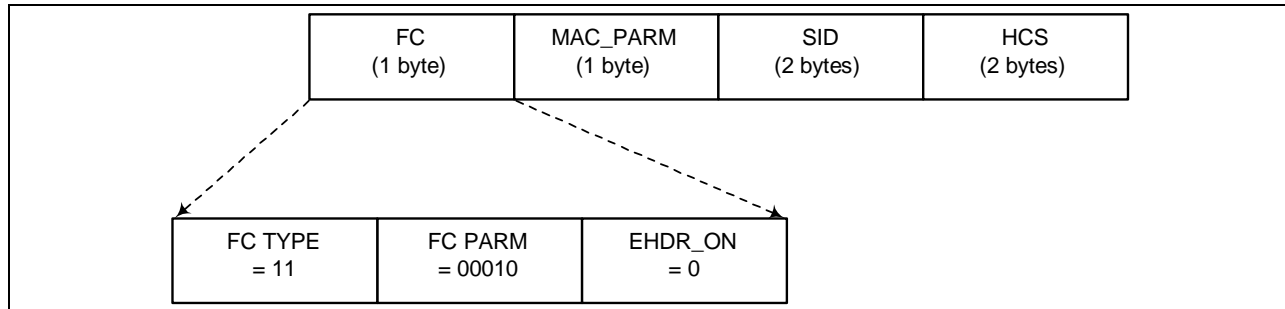 FC
(1 byte)
MAC_PARM
(1 byte)
SID
(2 bytes)
HCS
(2 bytes)
FC TYPE
= 11
FC PARM
= 00010
EHDR_ON
= 0